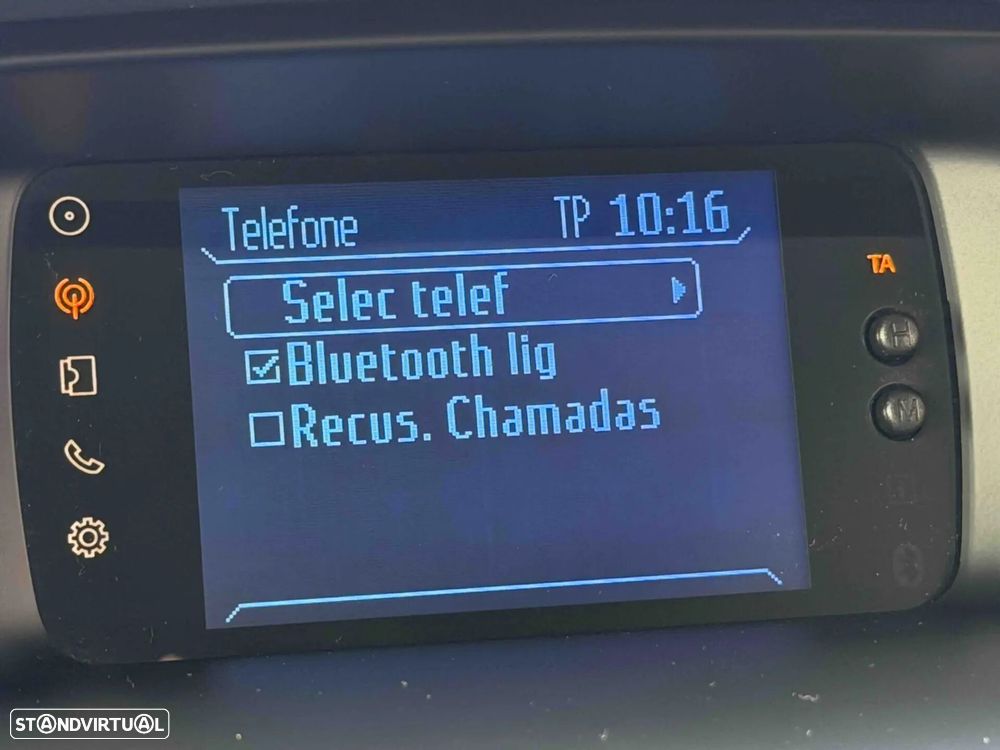 Telefone TP 10:16
Selec telef
Bluetooth lig
Recus. Chamadas
TA
H
M
STANDVIRTUAL